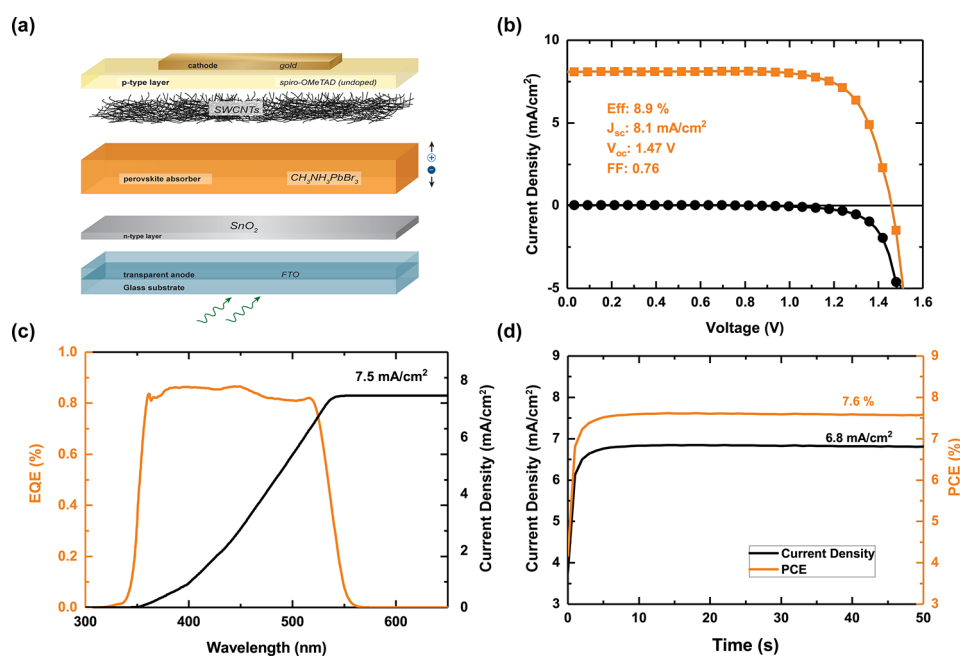 (a)
cathode gold
p-type layer spiro-OMeTAD (undoped)
SWCNTs
perovskite absorber CH3NH3PbBr3
SnO2
n-type layer
transparent anode FTO
Glass substrate
(b)
Current Density (mA/cm²)
10
5
0
-5
Eff: 8.9 %
Jsc: 8.1 mA/cm²
Voc: 1.47 V
FF: 0.76
0.0 0.2 0.4 0.6 0.8 1.0 1.2 1.4 1.6
Voltage (V)
(c)
EQE (%)
1.0
0.8
0.6
0.4
0.2
0.0
7.5 mA/cm²
8
6
4
2
0
Current Density (mA/cm²)
300 400 500 600
Wavelength (nm)
(d)
Current Density (mA/cm²)
9
8
7
6
5
4
3
7.6 %
6.8 mA/cm²
Current Density
PCE
9
8
7
6
5
4
3
PCE (%)
0 10 20 30 40 50
Time (s)